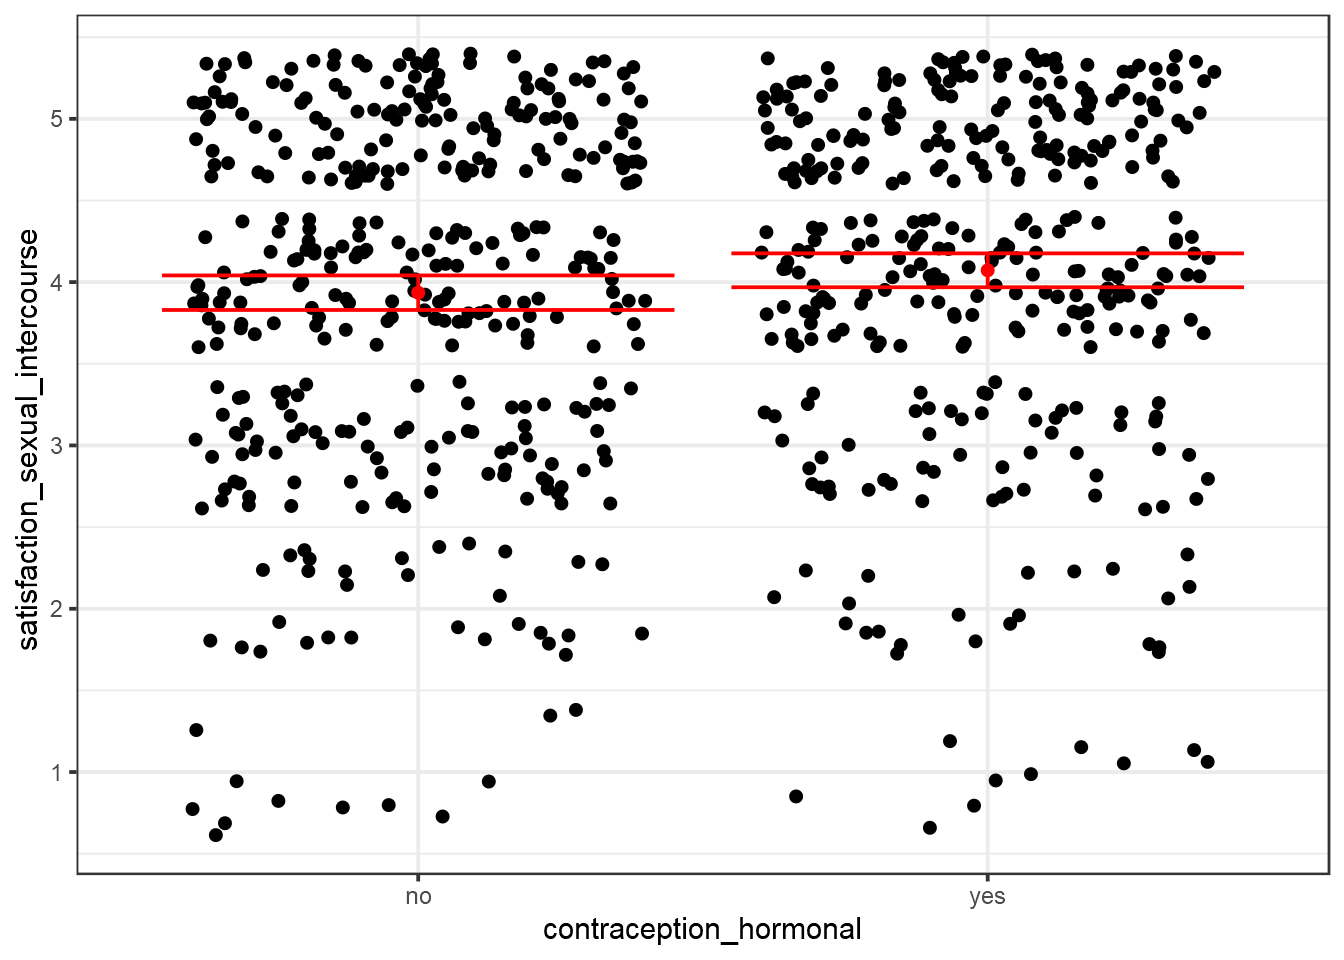 satisfaction_sexual_intercourse
5
4
3
2
1
no yes
contraception_hormonal